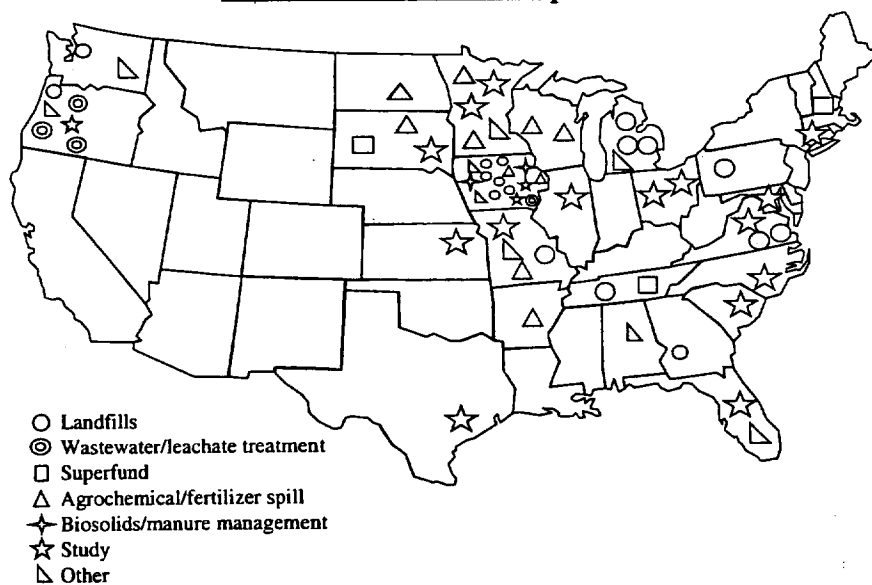 Landfills
Wastewater/leachate treatment
Superfund
Agrochemical/fertilizer spill
Biosolids/manure management
Study
Other